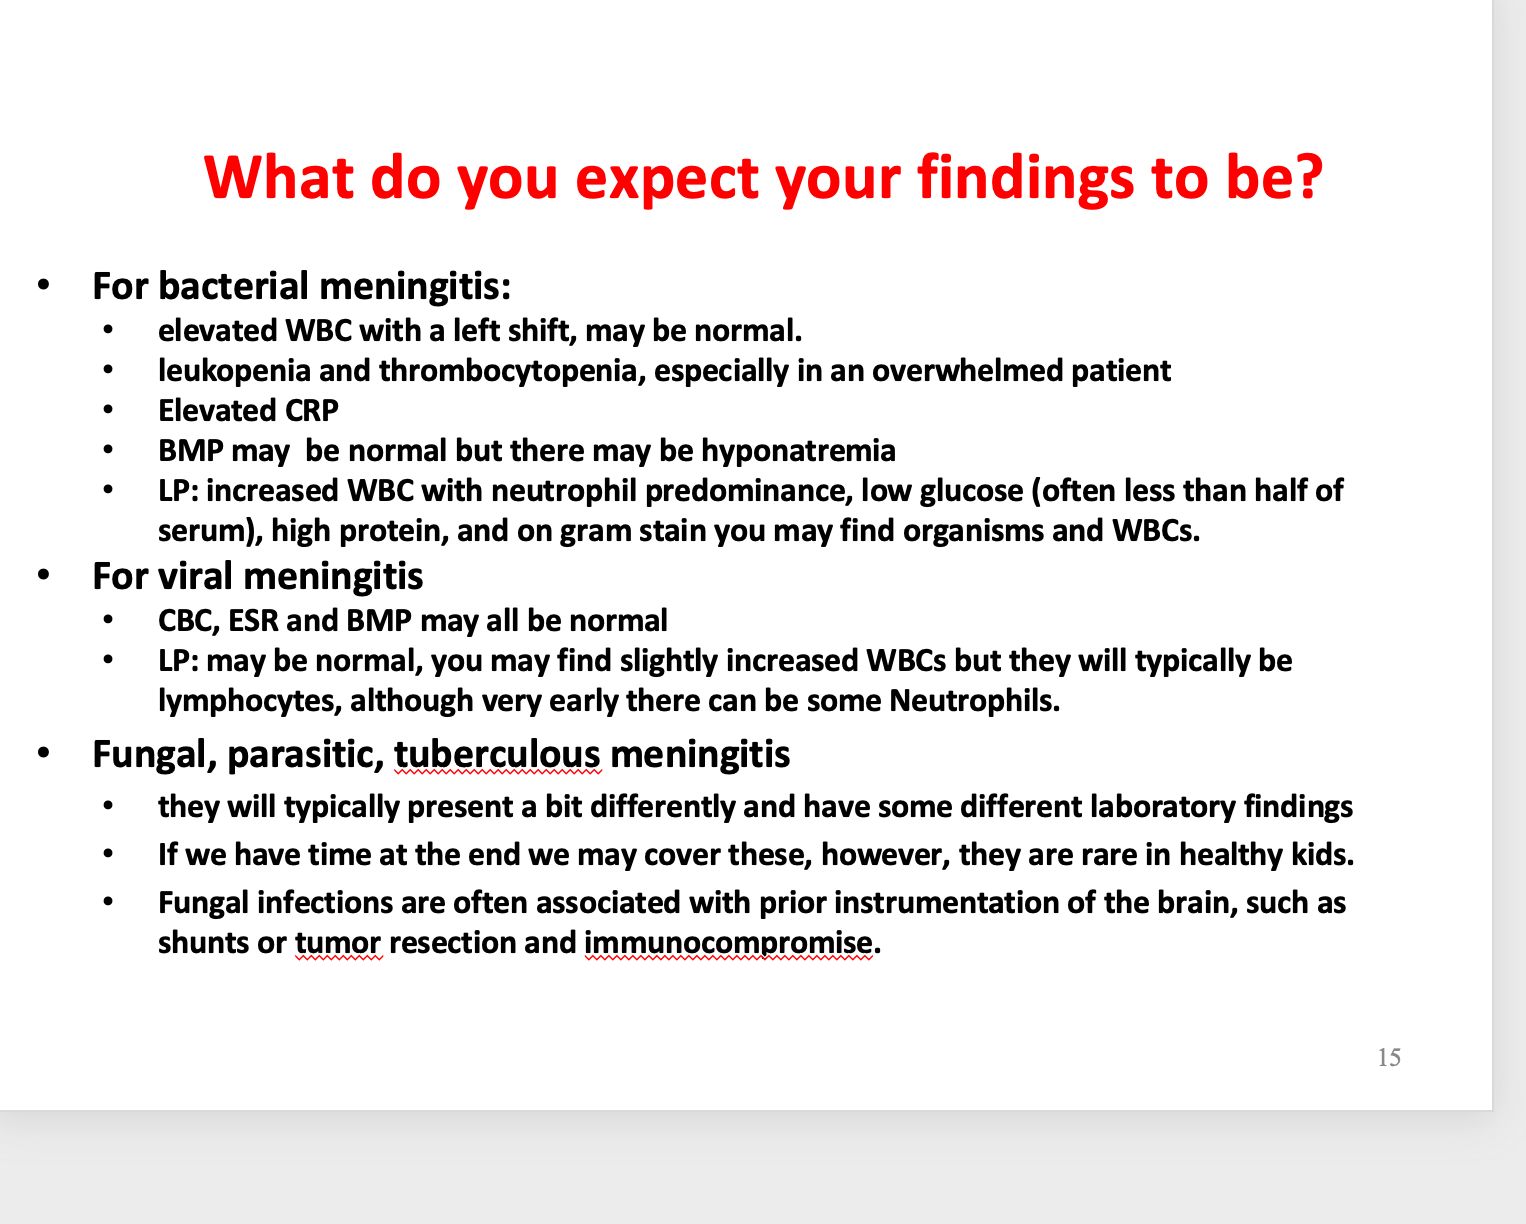 What do you expect your findings to be?
• For bacterial meningitis:
• elevated WBC with a left shift, may be normal.
• leukopenia and thrombocytopenia, especially in an overwhelmed patient
• Elevated CRP
• BMP may  be normal but there may be hyponatremia
• LP: increased WBC with neutrophil predominance, low glucose (often less than half of
serum), high protein, and on gram stain you may find organisms and WBCs.
• For viral meningitis
• CBC, ESR and BMP may all be normal
• LP: may be normal, you may find slightly increased WBCs but they will typically be
lymphocytes, although very early there can be some Neutrophils.
• Fungal, parasitic, tuberculous meningitis
• they will typically present a bit differently and have some different laboratory findings
• If we have time at the end we may cover these, however, they are rare in healthy kids.
• Fungal infections are often associated with prior instrumentation of the brain, such as
shunts or tumor resection and immunocompromise.
15